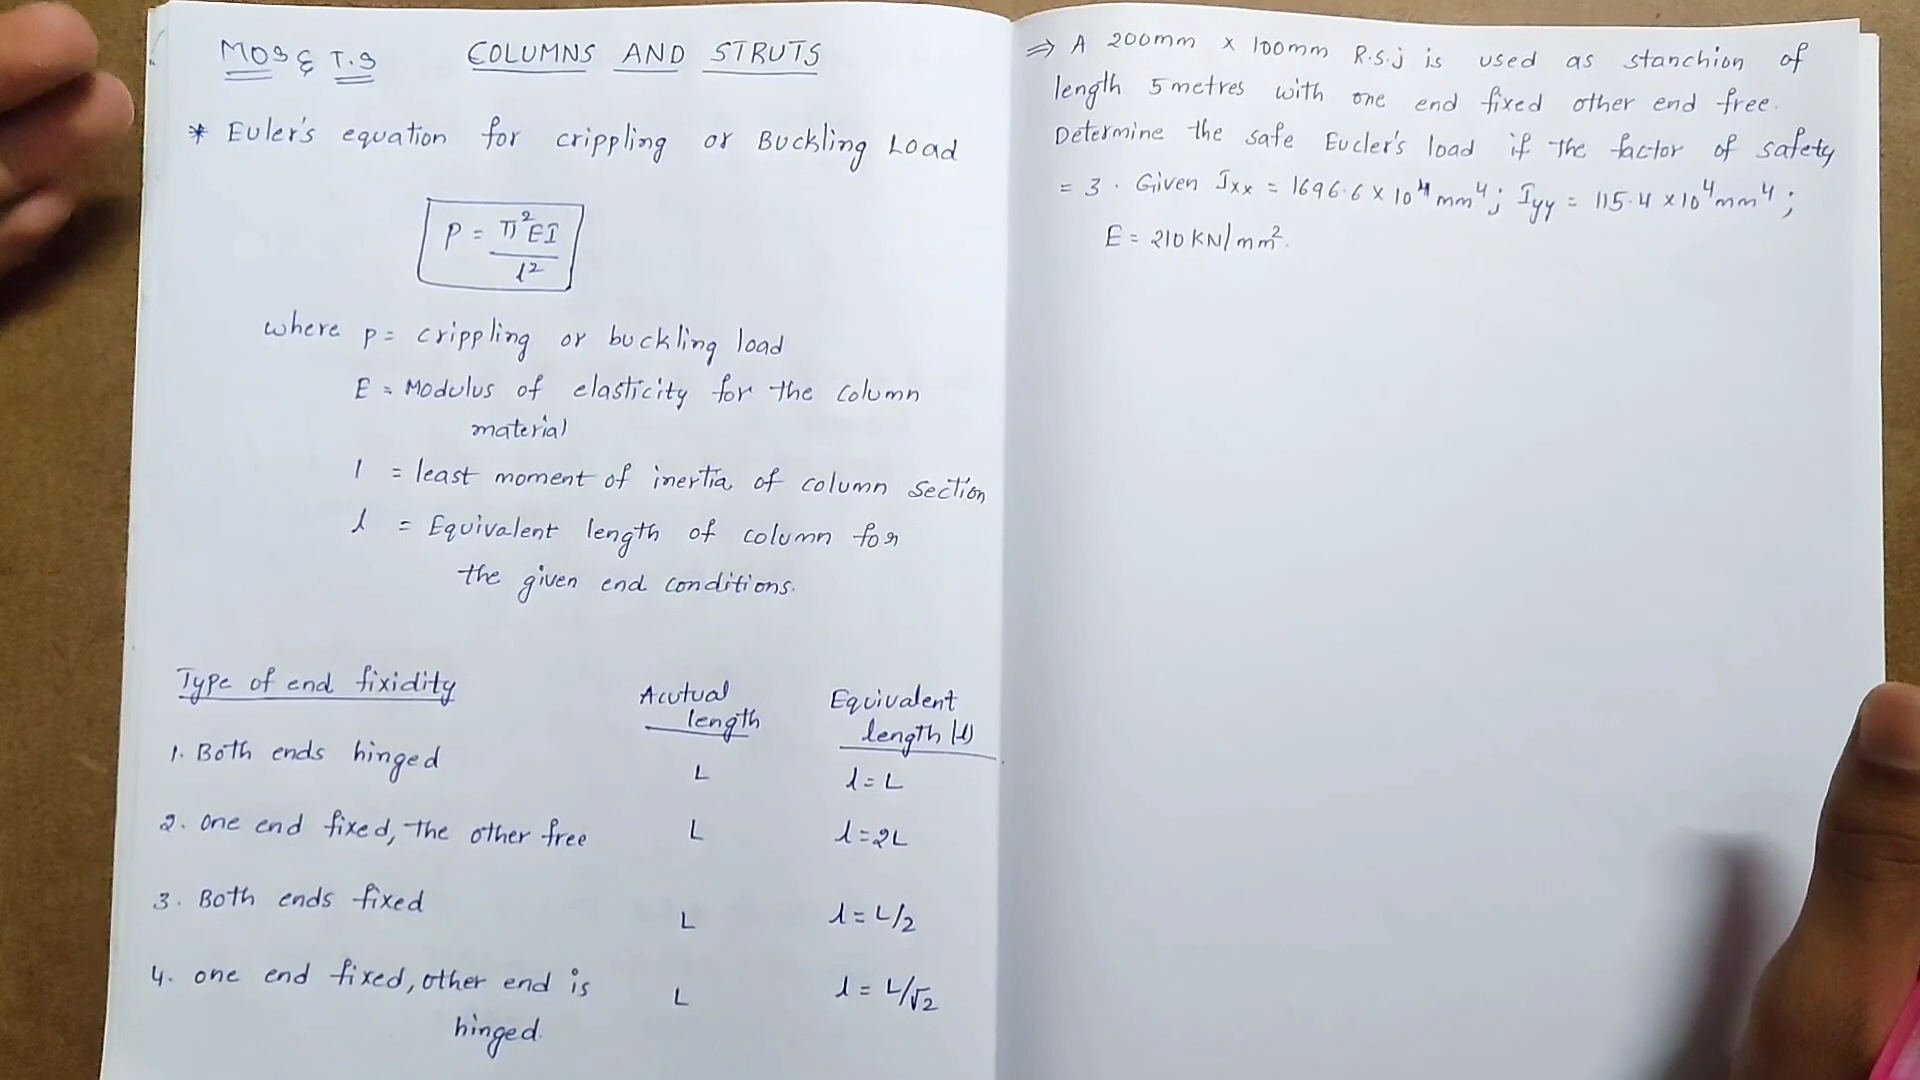 MOS & T.S COLUMNS AND STRUTS
* Euler's equation for crippling or Buckling Load
P = π²EI / l²
where P = crippling or buckling load
E = Modulus of elasticity for the column
material
I = least moment of inertia of column section
l = Equivalent length of column for
the given end conditions.
Type of end fixidity Acutual length Equivalent length (l)
1. Both ends hinged L l = L
2. one end fixed, the other free L l = 2L
3. Both ends fixed L l = L/2
4. one end fixed, other end is L l = L/√2
hinged.
⇒ A 200mm x 100mm R.S.j is used as stanchion of
length 5 metres with one end fixed other end free.
Determine the safe Eucler's load if the factor of safety
= 3. Given Ixx = 1696.6 x 10⁴ mm⁴; Iyy = 115.4 x 10⁴ mm⁴;
E = 210 KN/mm².